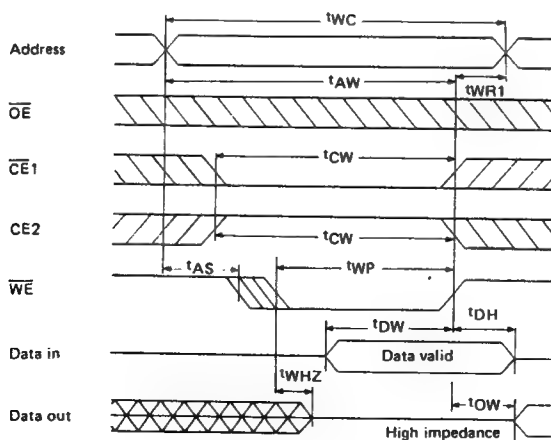 tWC
Address
tAW
tWR1
OE
tCW
CE1
CE2
tCW
tAS
tWP
WE
tDH
tDW
Data in
Data valid
tWHZ
tOW
Data out
High impedance